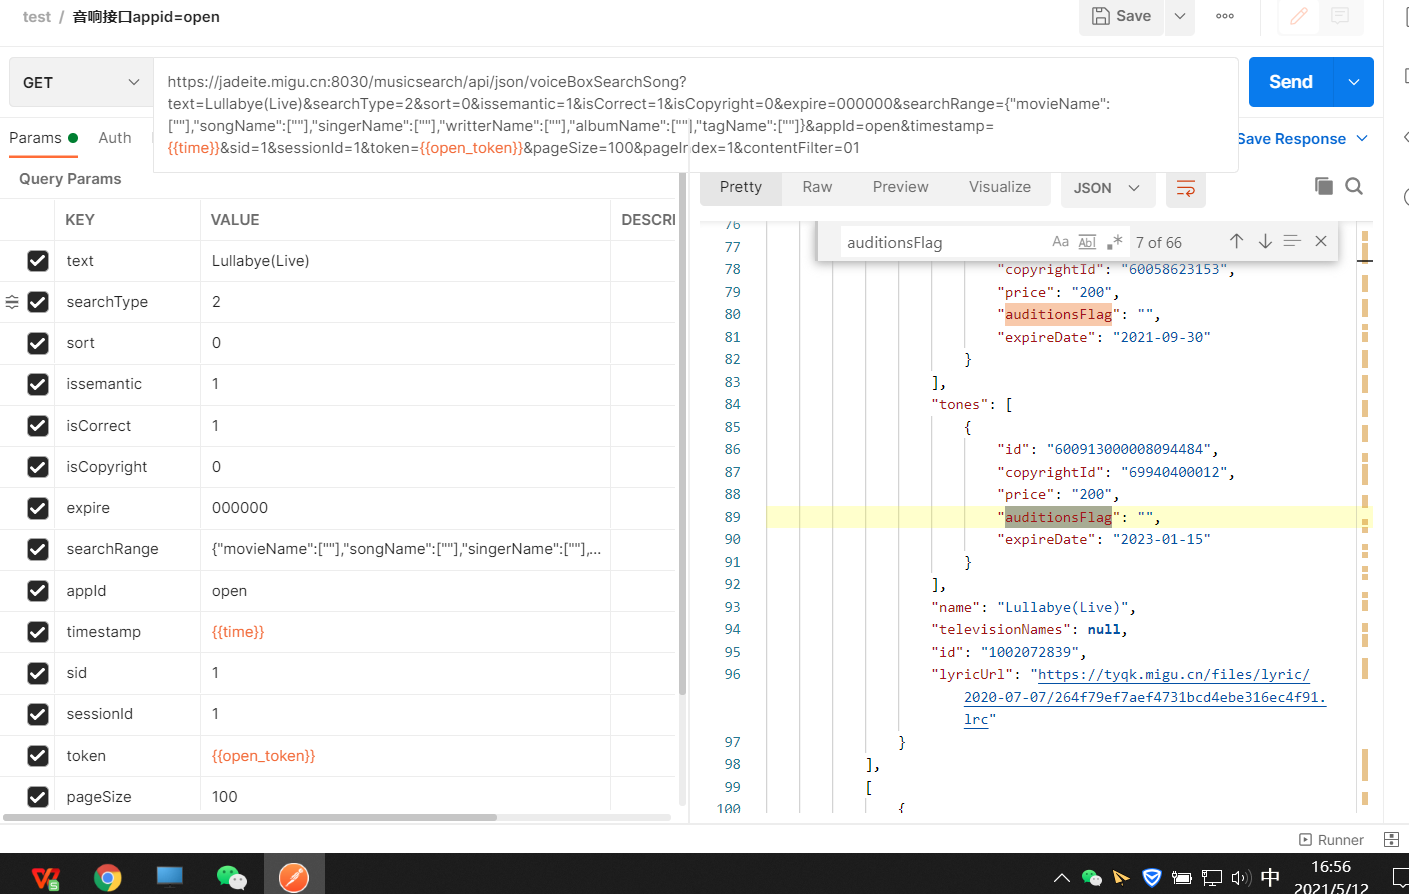 test / 音响接口appid=open
Save
GET
https://jadeite.migu.cn:8030/musicsearch/api/json/voiceBoxSearchSong?
text=Lullabye(Live)&searchType=2&sort=0&issemantic=1&isCorrect=1&isCopyright=0&expire=000000&searchRange={"movieName":
[""],"songName":[""],"singerName":[""],"writterName":[""],"albumName":[""],"tagName":[""]}&appId=open&timestamp=
{{time}}&sid=1&sessionId=1&token={{open_token}}&pageSize=100&pageIndex=1&contentFilter=01
Send
Params
Auth
Save Response
Query Params
Pretty
Raw
Preview
Visualize
JSON
KEY
VALUE
DESCRI
text
Lullabye(Live)
searchType
2
sort
0
issemantic
1
isCorrect
1
isCopyright
0
expire
000000
searchRange
{"movieName":[""],"songName":[""],"singerName":[""],...
appId
open
timestamp
{{time}}
sid
1
sessionId
1
token
{{open_token}}
pageSize
100
auditionsFlag
Aa
Abl
.*
7 of 66
76
77
78 "copyrightId": "60058623153",
79 "price": "200",
80 "auditionsFlag": "",
81 "expireDate": "2021-09-30"
82 }
83 ],
84 "tones": [
85 {
86 "id": "600913000008094484",
87 "copyrightId": "69940400012",
88 "price": "200",
89 "auditionsFlag": "",
90 "expireDate": "2023-01-15"
91 }
92 ],
93 "name": "Lullabye(Live)",
94 "televisionNames": null,
95 "id": "1002072839",
96 "lyricUrl": "https://tyqk.migu.cn/files/lyric/
2020-07-07/264f79ef7aef4731bcd4ebe316ec4f91.
lrc"
97 }
98 ],
99 [
100 {
Runner
中
16:56
2021/5/12